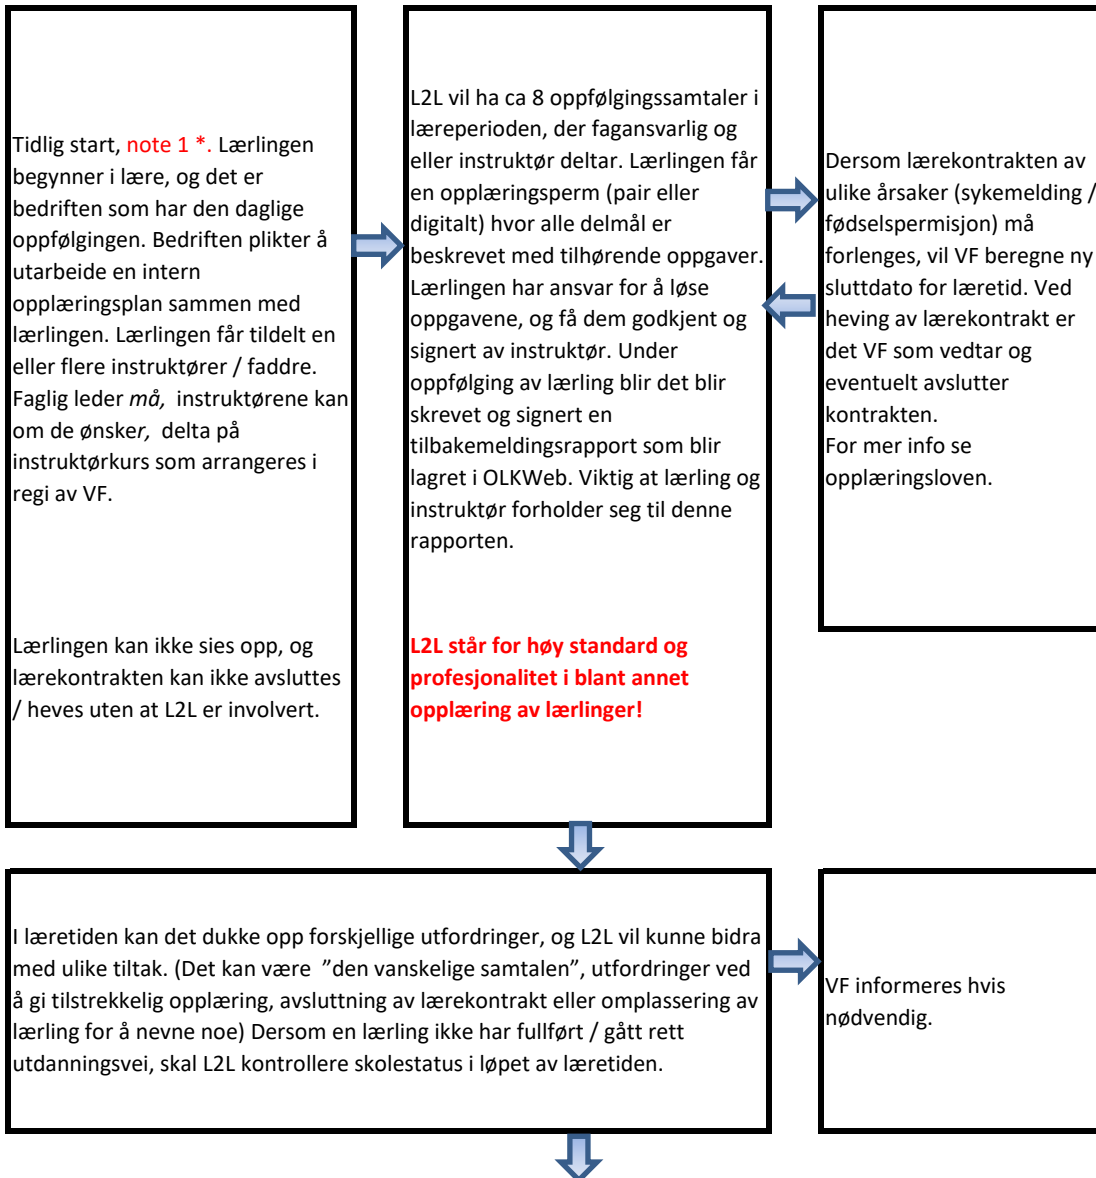 Tidlig start, note 1 *. Lærlingen
begynner i lære, og det er
bedriften som har den daglige
oppfølgingen. Bedriften plikter å
utarbeide en intern
opplæringsplan sammen med
lærlingen. Lærlingen får tildelt en
eller flere instruktører / faddre.
Faglig leder må, instruktørene kan
om de ønsker, delta på
instruktørkurs som arrangeres i
regi av VF.
Lærlingen kan ikke sies opp, og
lærekontrakten kan ikke avsluttes
/ heves uten at L2L er involvert.
L2L vil ha ca 8 oppfølgingssamtaler i
læreperioden, der fagansvarlig og
eller instruktør deltar. Lærlingen får
en opplæringsperm (pair eller
digitalt) hvor alle delmål er
beskrevet med tilhørende oppgaver.
Lærlingen har ansvar for å løse
oppgavene, og få dem godkjent og
signert av instruktør. Under
oppfølging av lærling blir det blir
skrevet og signert en
tilbakemeldingsrapport som blir
lagret i OLKWeb. Viktig at lærling og
instruktør forholder seg til denne
rapporten.
L2L står for høy standard og
profesjonalitet i blant annet
opplæring av lærlinger!
Dersom lærekontrakten av
ulike årsaker (sykemelding /
fødselspermisjon) må
forlenges, vil VF beregne ny
sluttdato for læretid. Ved
heving av lærekontrakt er
det VF som vedtar og
eventuelt avslutter
kontrakten.
For mer info se
opplæringsloven.
I læretiden kan det dukke opp forskjellige utfordringer, og L2L vil kunne bidra
med ulike tiltak. (Det kan være ”den vanskelige samtalen”, utfordringer ved
å gi tilstrekkelig opplæring, avsluttning av lærekontrakt eller omplassering av
lærling for å nevne noe) Dersom en lærling ikke har fullført / gått rett
utdanningsvei, skal L2L kontrollere skolestatus i løpet av læretiden.
VF informeres hvis
nødvendig.